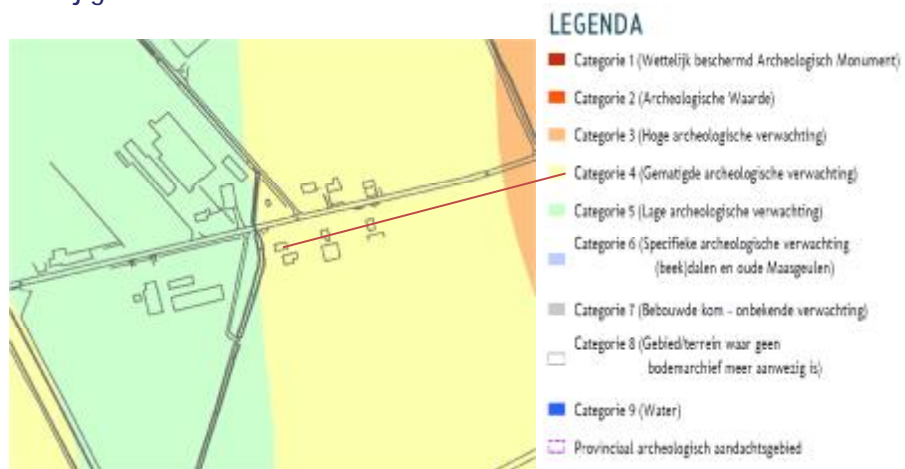 LEGENDA
Categorie 1 (Wettelijk beschermd Archeologisch Monument)
Categorie 2 (Archeologische Waarde)
Categorie 3 (Hoge archeologische verwachting)
Categorie 4 (Gematigde archeologische verwachting)
Categorie 5 (Lage archeologische verwachting)
Categorie 6 (Specifieke archeologische verwachting
(beek)dalen en oude Maasgeulen)
Categorie 7 (Bebouwde kom – onbekende verwachting)
Categorie 8 (Gebied/terrein waar geen
bodemarchief meer aanwezig is)
Categorie 9 (Water)
Provinciaal archeologisch aandachtsgebied